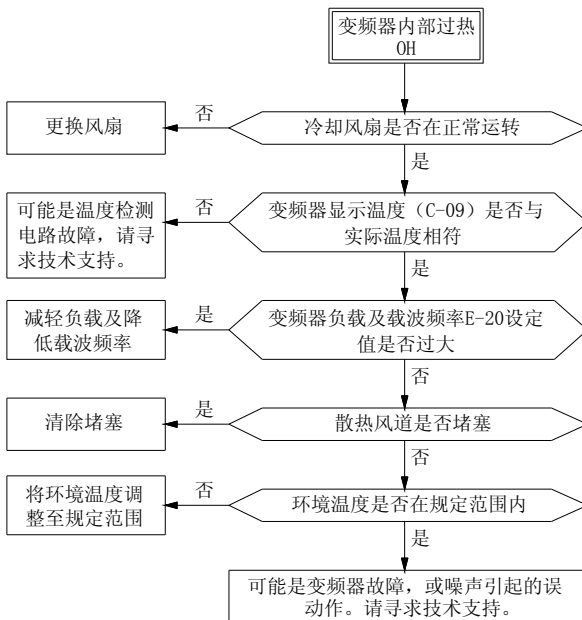 变频器内部过热
OH
更换风扇
否
冷却风扇是否在正常运转
是
可能是温度检测
电路故障，请寻
求技术支持。
否
变频器显示温度（C-09）是否与
实际温度相符
是
减轻负载及降
低载波频率
是
变频器负载及载波频率E-20设定
值是否过大
否
清除堵塞
是
散热风道是否堵塞
否
将环境温度调
整至规定范围
否
环境温度是否在规定范围内
是
可能是变频器故障，或噪声引起的误
动作。请寻求技术支持。